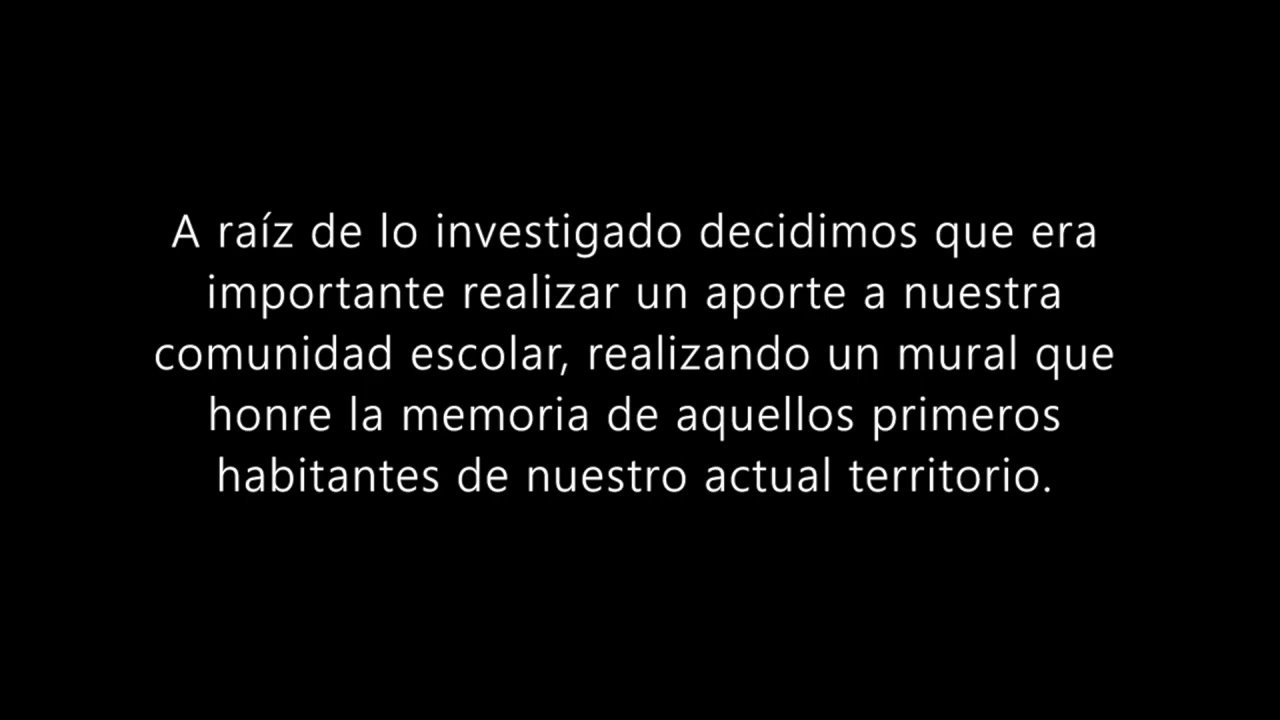 A raíz de lo investigado decidimos que era
importante realizar un aporte a nuestra
comunidad escolar, realizando un mural que
honre la memoria de aquellos primeros
habitantes de nuestro actual territorio.